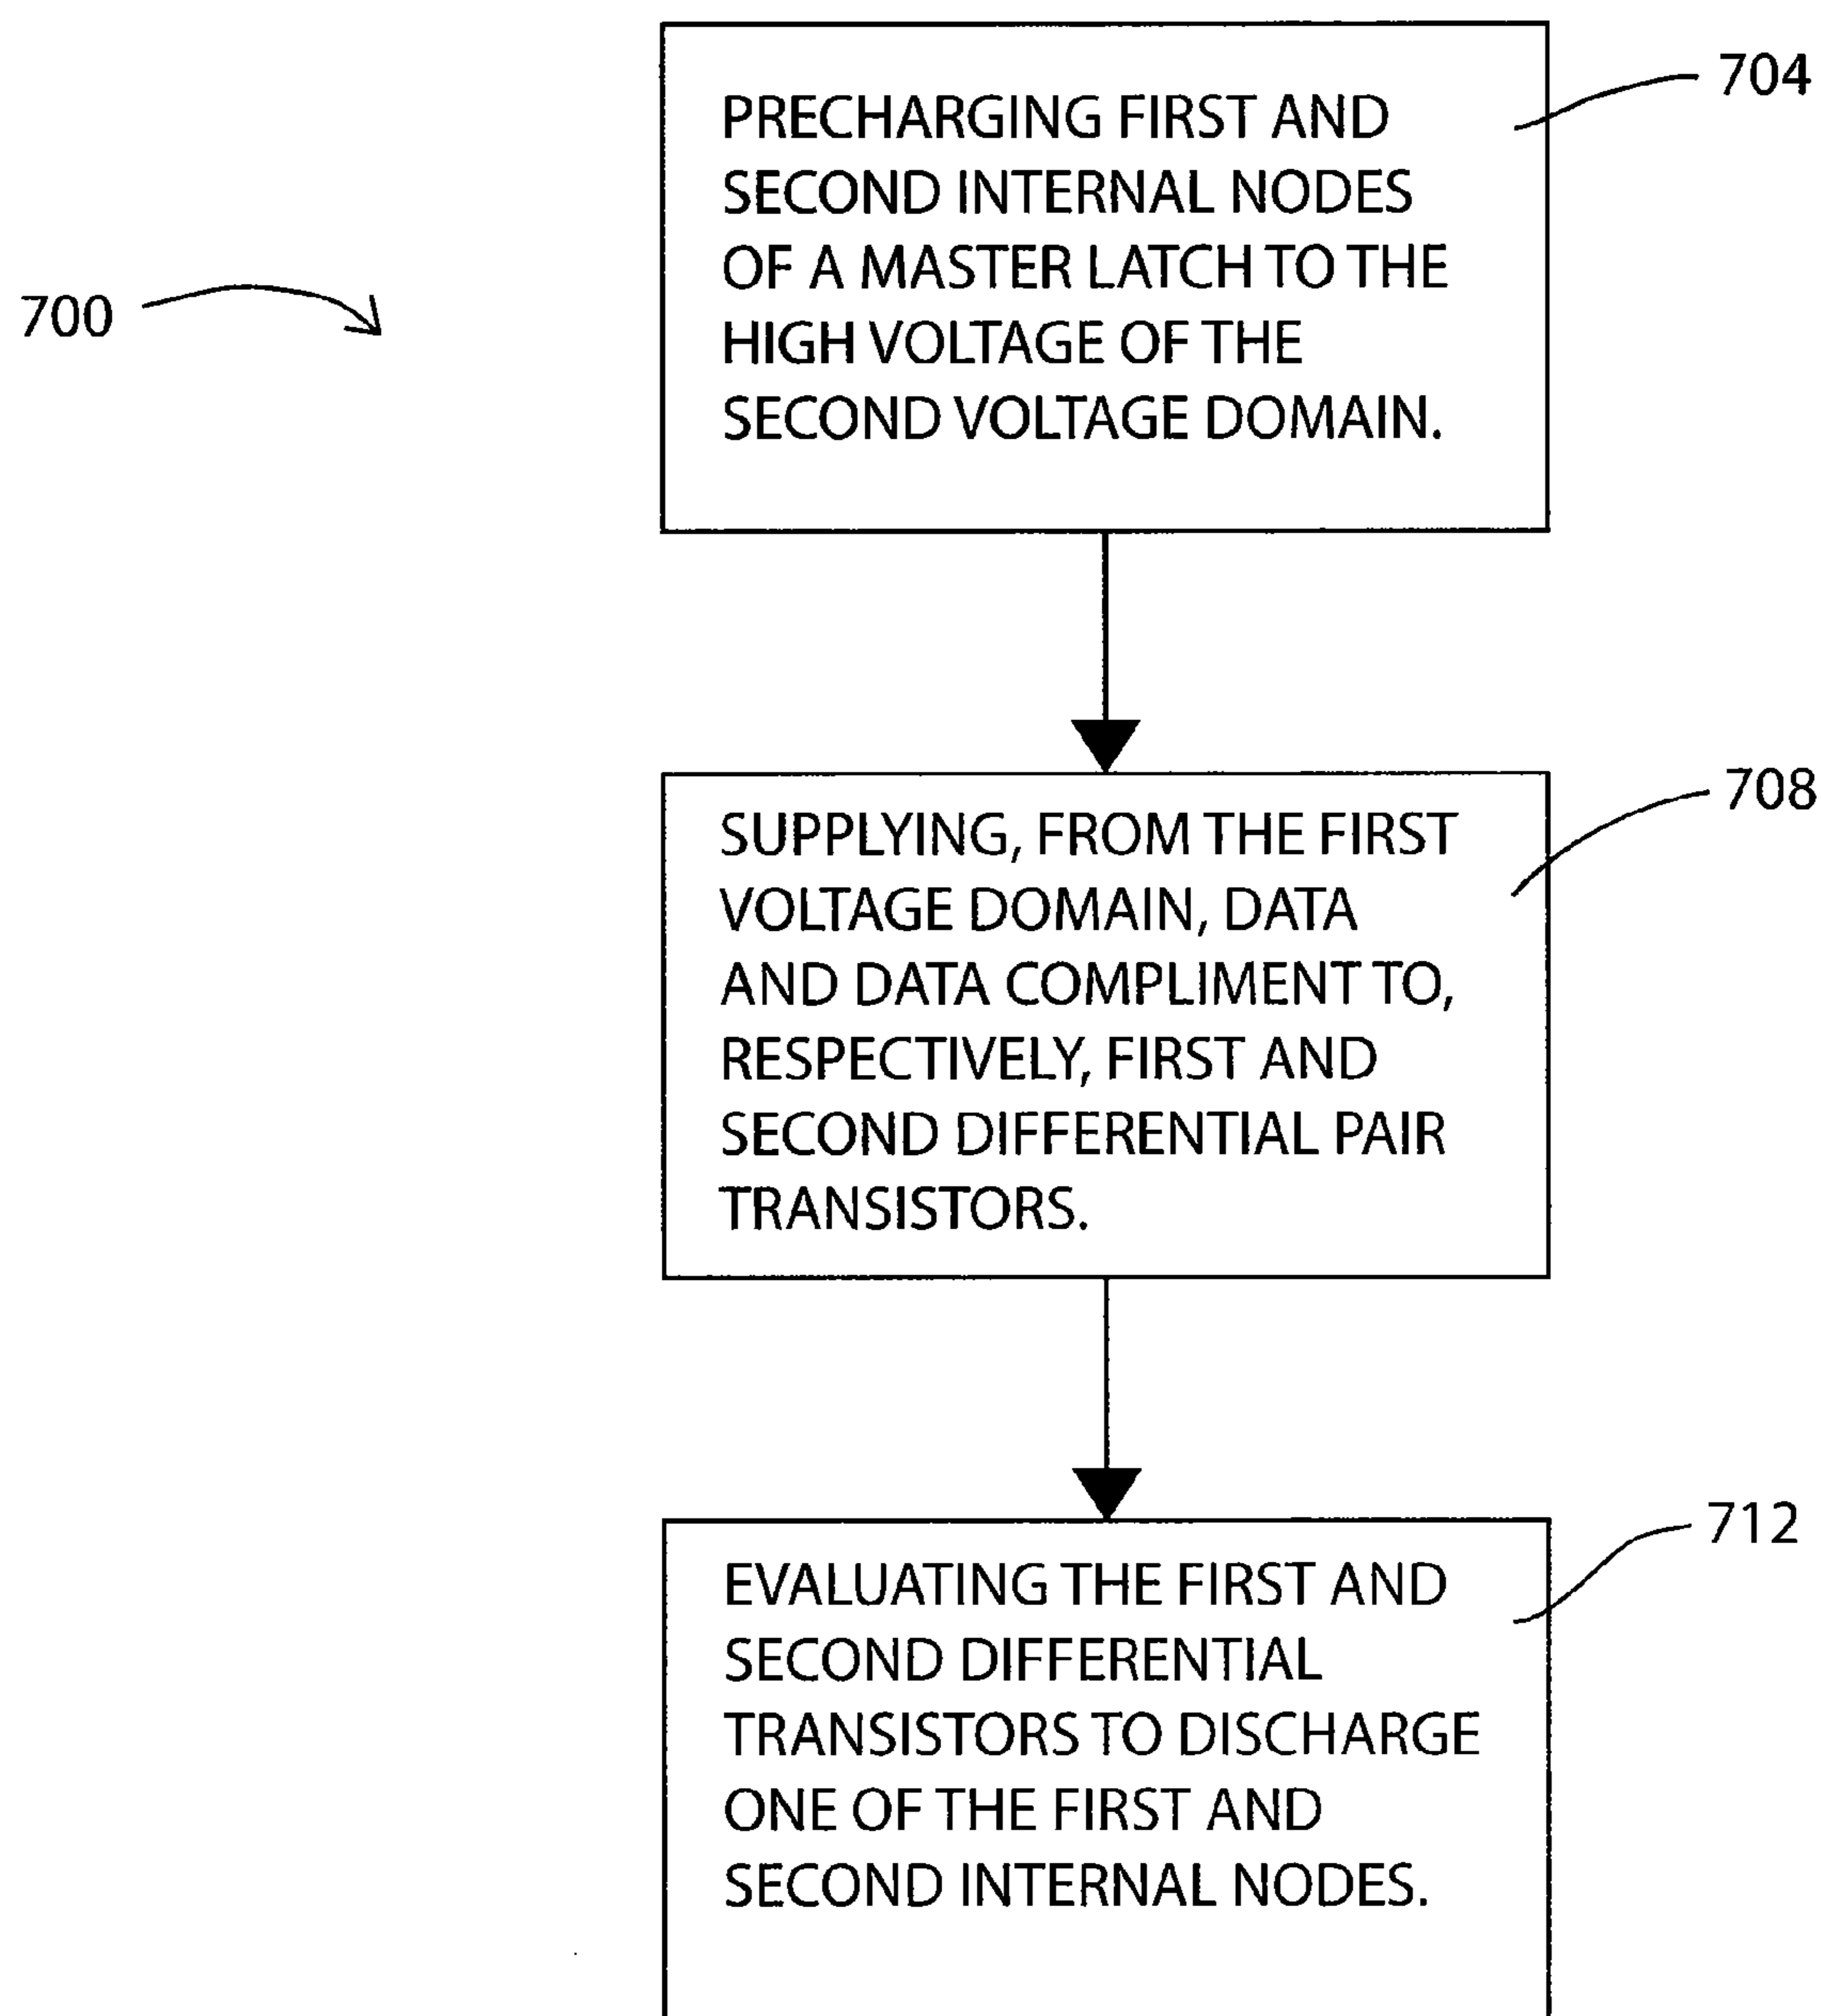 700
704
PRECHARGING FIRST AND
SECOND INTERNAL NODES
OF A MASTER LATCH TO THE
HIGH VOLTAGE OF THE
SECOND VOLTAGE DOMAIN.
708
SUPPLYING, FROM THE FIRST
VOLTAGE DOMAIN, DATA
AND DATA COMPLIMENT TO,
RESPECTIVELY, FIRST AND
SECOND DIFFERENTIAL PAIR
TRANSISTORS.
712
EVALUATING THE FIRST AND
SECOND DIFFERENTIAL
TRANSISTORS TO DISCHARGE
ONE OF THE FIRST AND
SECOND INTERNAL NODES.